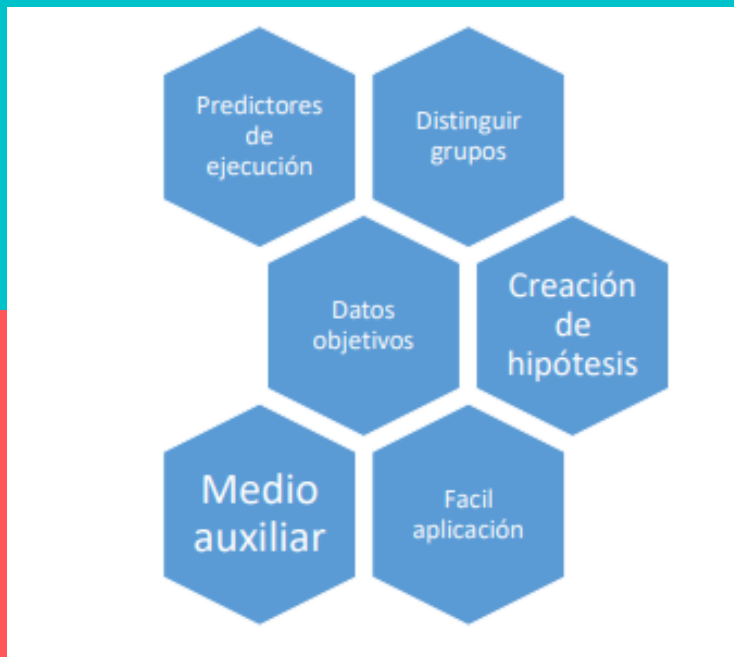 Predictores
de
ejecución
Distinguir
grupos
Datos
objetivos
Creación
de
hipótesis
Medio
auxiliar
Facil
aplicación